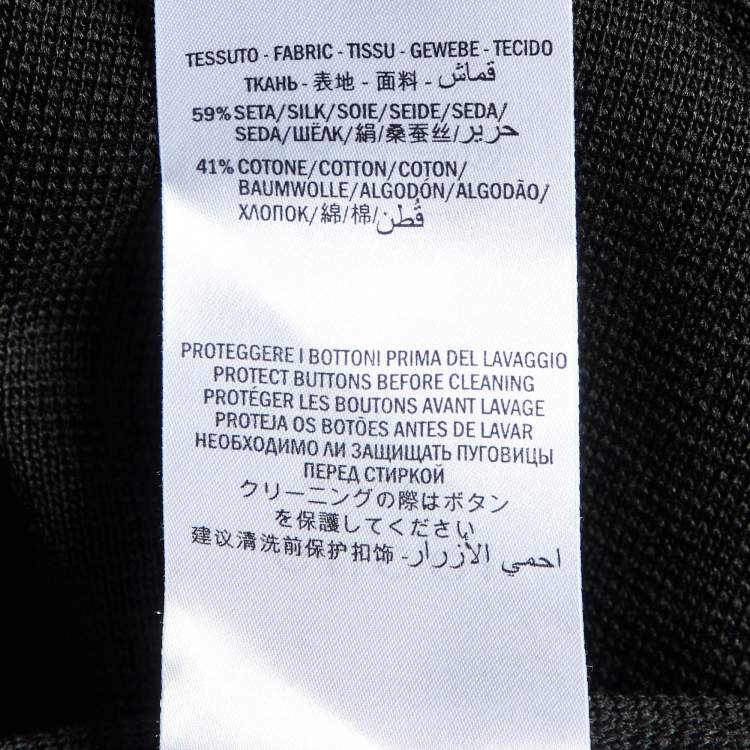 TESSUTO - FABRIC - TISSU - GEWEBE - TECIDO
ТКАНЬ - 表地 - 面料 - قماش
59% SETA/SILK/SOIE/SEIDE/SEDA/
SEDA/ШЁЛК/絹/桑蚕丝/حرير
41% COTONE/COTTON/COTON/
BAUMWOLLE/ALGODÓN/ALGODÃO/
ХЛОПОК/綿/棉/قُطن
PROTEGGERE I BOTTONI PRIMA DEL LAVAGGIO
PROTECT BUTTONS BEFORE CLEANING
PROTÉGER LES BOUTONS AVANT LAVAGE
PROTEJA OS BOTÕES ANTES DE LAVAR
НЕОБХОДИМО ЛИ ЗАЩИЩАТЬ ПУГОВИЦЫ
ПЕРЕД СТИРКОЙ
クリーニングの際はボタン
を保護してください
建议清洗前保护扣饰 - احمي الأزرار